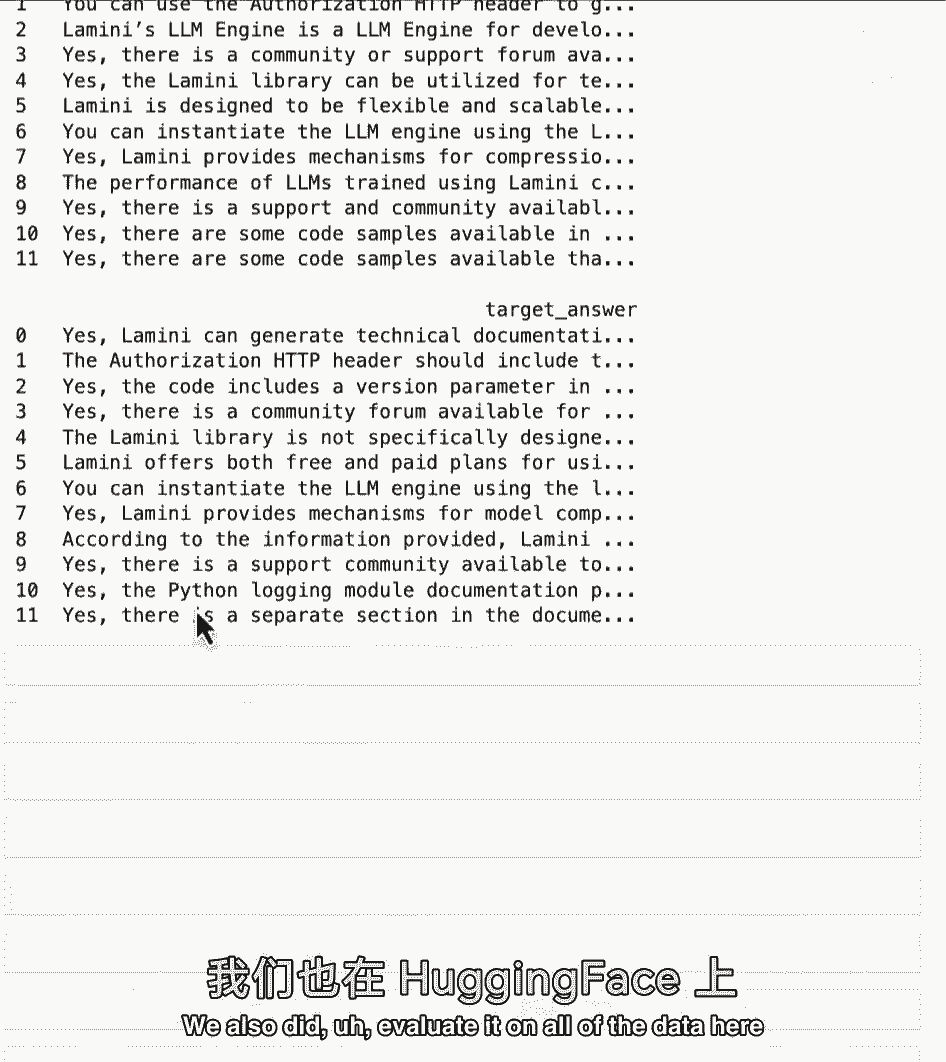 1 You can use the Authorization HTTP header to g...
2 Lamini's LLM Engine is a LLM Engine for develo...
3 Yes, there is a community or support forum ava...
4 Yes, the Lamini library can be utilized for te...
5 Lamini is designed to be flexible and scalable...
6 You can instantiate the LLM engine using the L...
7 Yes, Lamini provides mechanisms for compressio...
8 The performance of LLMs trained using Lamini c...
9 Yes, there is a support and community availabl...
10 Yes, there are some code samples available in ...
11 Yes, there are some code samples available tha...
target_answer
0 Yes, Lamini can generate technical documentati...
1 The Authorization HTTP header should include t...
2 Yes, the code includes a version parameter in ...
3 Yes, there is a community forum available for ...
4 The Lamini library is not specifically designe...
5 Lamini offers both free and paid plans for usi...
6 You can instantiate the LLM engine using the l...
7 Yes, Lamini provides mechanisms for model comp...
8 According to the information provided, Lamini ...
9 Yes, there is a support community available to...
10 Yes, the Python logging module documentation p...
11 Yes, there is a separate section in the docume...
我们也在 HuggingFace 上
We also did, uh, evaluate it on all of the data here